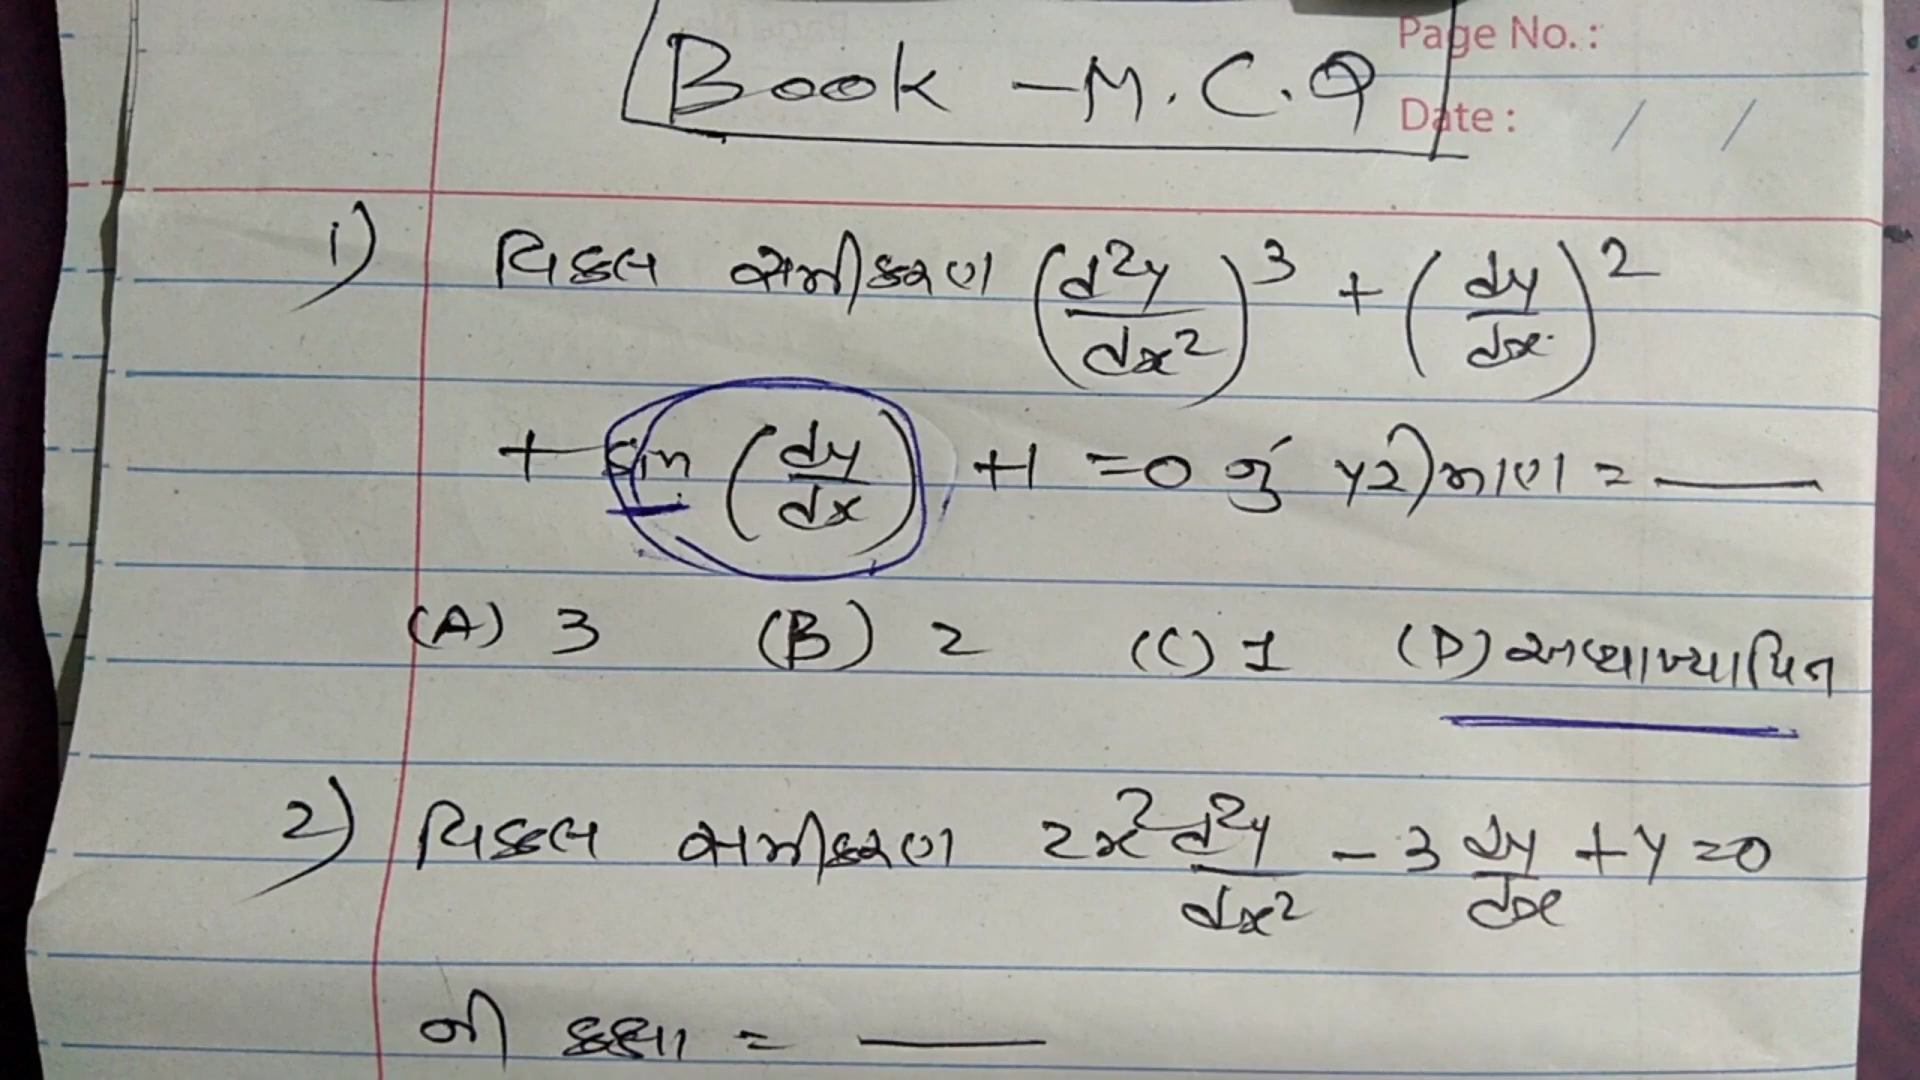 Book - M.C.Q
Page No. :
Date : / /
1) વિકલ સમીકરણ (d²y/dx²)³ + (dy/dx)²
+ sin (dy/dx) +1 =0 નું પરિમાણ = ___
(A) 3 (B) 2 (C) 1 (D) અવ્યાખ્યાયિત
2) વિકલ સમીકરણ 2x² d²y/dx² - 3 dy/dx + y =0
ની કક્ષા = ___